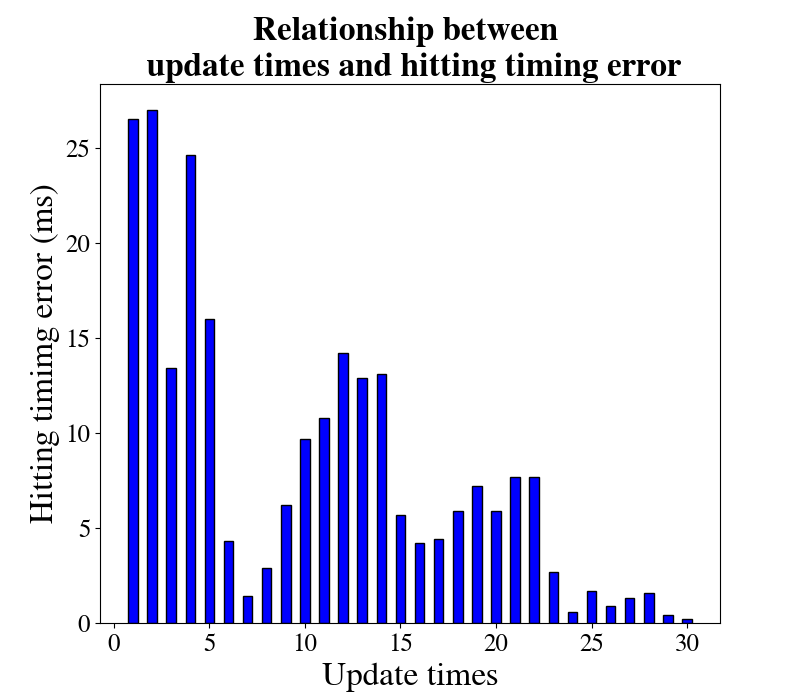 Relationship between
update times and hitting timing error
Hitting timimg error (ms)
25
20
15
10
5
0
0 5 10 15 20 25 30
Update times